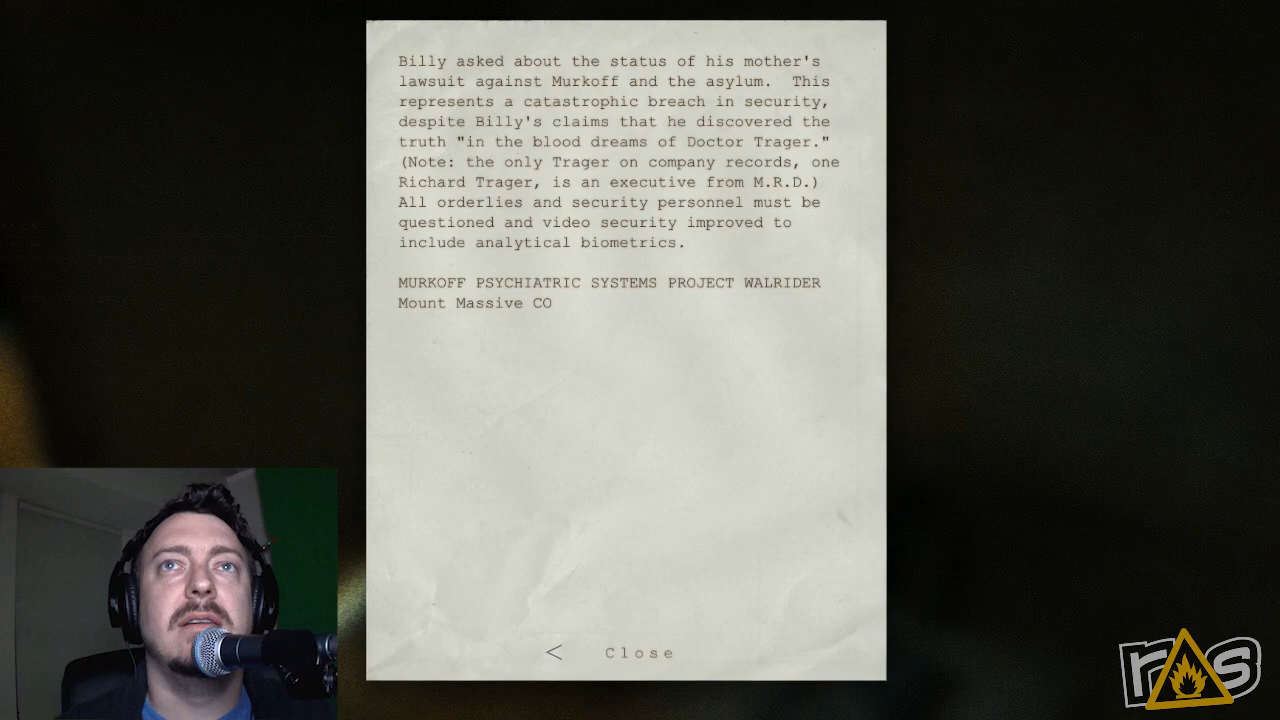 Billy asked about the status of his mother's
lawsuit against Murkoff and the asylum.  This
represents a catastrophic breach in security,
despite Billy's claims that he discovered the
truth "in the blood dreams of Doctor Trager."
(Note: the only Trager on company records, one
Richard Trager, is an executive from M.R.D.)
All orderlies and security personnel must be
questioned and video security improved to
include analytical biometrics.

MURKOFF PSYCHIATRIC SYSTEMS PROJECT WALRIDER
Mount Massive CO
< Close
ras